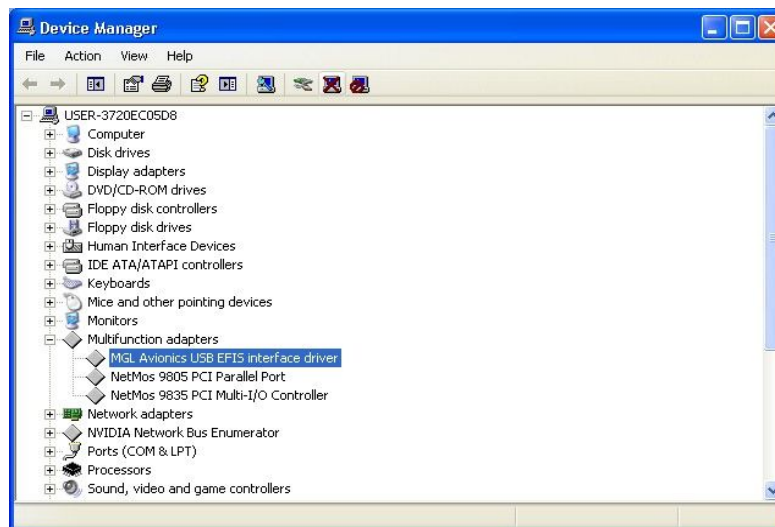 Device Manager
File Action View Help
USER-3720EC05D8
Computer
Disk drives
Display adapters
DVD/CD-ROM drives
Floppy disk controllers
Floppy disk drives
Human Interface Devices
IDE ATA/ATAPI controllers
Keyboards
Mice and other pointing devices
Monitors
Multifunction adapters
MGL Avionics USB EFIS interface driver
NetMos 9805 PCI Parallel Port
NetMos 9835 PCI Multi-I/O Controller
Network adapters
NVIDIA Network Bus Enumerator
Ports (COM & LPT)
Processors
Sound, video and game controllers